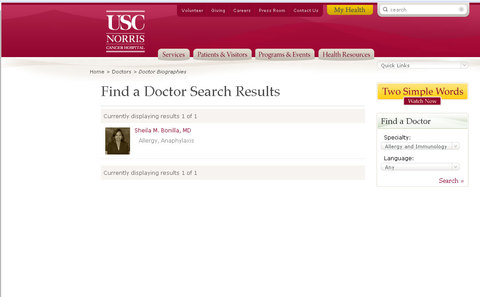 Volunteer Giving Careers Press Room Contact Us My Health search
USC
NORRIS
CANCER HOSPITAL
Services Patients & Visitors Programs & Events Health Resources
Home > Doctors > Doctor Biographies
Quick Links
Find a Doctor Search Results
Currently displaying results 1 of 1
Sheila M. Bonilla, MD
Allergy, Anaphylaxis
Currently displaying results 1 of 1
Two Simple Words
Watch Now
Find a Doctor
Specialty:
Allergy and Immunology
Language:
Any
Search »